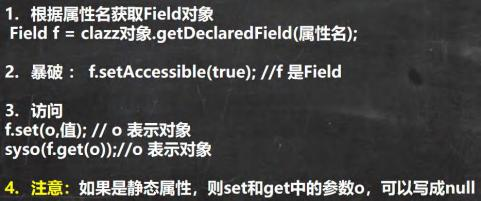 1. 根据属性名获取Field对象
Field f = clazz对象.getDeclaredField(属性名);
2. 暴破 : f.setAccessible(true); //f 是Field
3. 访问
f.set(o,值); // o 表示对象
syso(f.get(o));//o 表示对象
4. 注意：如果是静态属性，则set和get中的参数o，可以写成null